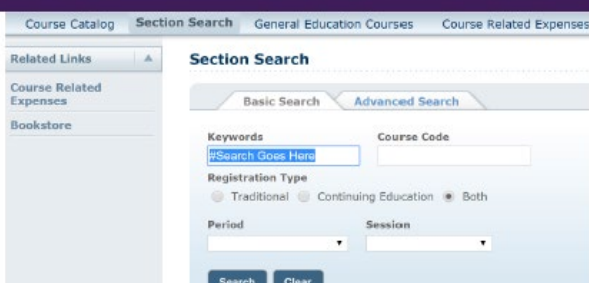 Course Catalog Section Search General Education Courses Course Related Expenses
Related Links
Section Search
Course Related
Expenses
Bookstore
Basic Search Advanced Search
Keywords Course Code
#Search Goes Here
Registration Type
Traditional Continuing Education Both
Period Session
Search Clear